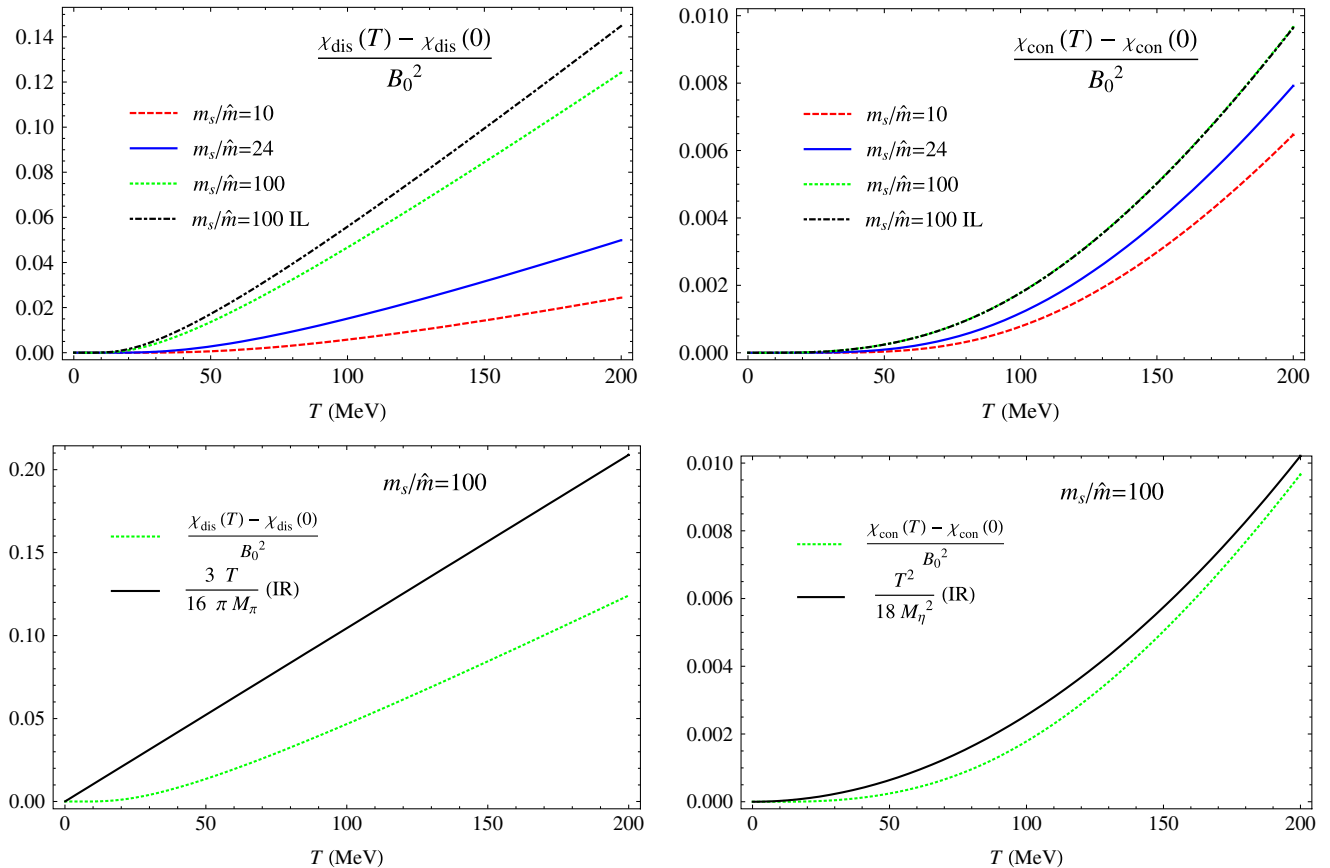 χdis (T) − χdis (0)
B0²
ms/m̂=10
ms/m̂=24
ms/m̂=100
ms/m̂=100 IL
0.14
0.12
0.10
0.08
0.06
0.04
0.02
0.00
0 50 100 150 200
T (MeV)
χcon (T) − χcon (0)
B0²
ms/m̂=10
ms/m̂=24
ms/m̂=100
ms/m̂=100 IL
0.010
0.008
0.006
0.004
0.002
0.000
0 50 100 150 200
T (MeV)
ms/m̂=100
χdis (T) − χdis (0)
B0²
3 T
16 π Mπ
(IR)
0.20
0.15
0.10
0.05
0.00
0 50 100 150 200
T (MeV)
ms/m̂=100
χcon (T) − χcon (0)
B0²
T²
18 Mη²
(IR)
0.010
0.008
0.006
0.004
0.002
0.000
0 50 100 150 200
T (MeV)